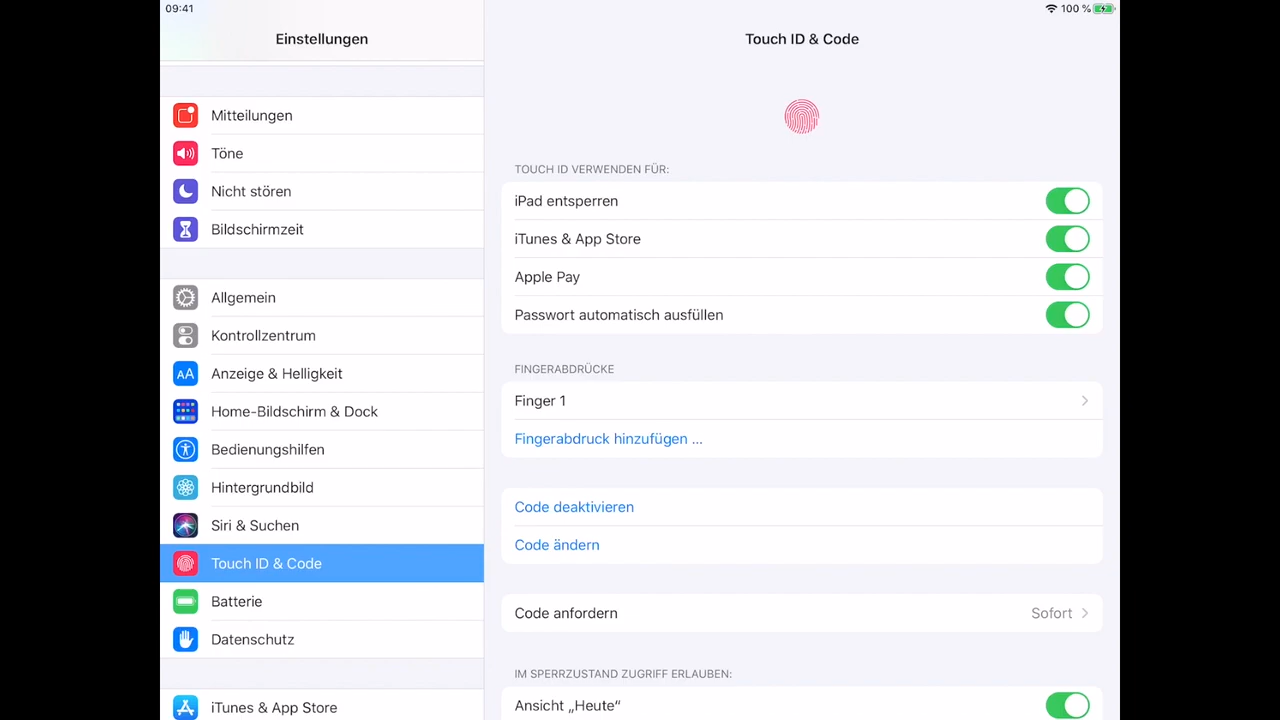 09:41
100 %
Einstellungen
Mitteilungen
Töne
Nicht stören
Bildschirmzeit
Allgemein
Kontrollzentrum
AA
Anzeige & Helligkeit
Home-Bildschirm & Dock
Bedienungshilfen
Hintergrundbild
Siri & Suchen
Touch ID & Code
Batterie
Datenschutz
iTunes & App Store
Touch ID & Code
TOUCH ID VERWENDEN FÜR:
iPad entsperren
iTunes & App Store
Apple Pay
Passwort automatisch ausfüllen
FINGERABDRÜCKE
Finger 1
Fingerabdruck hinzufügen ...
Code deaktivieren
Code ändern
Code anfordern Sofort
IM SPERRZUSTAND ZUGRIFF ERLAUBEN:
Ansicht „Heute“